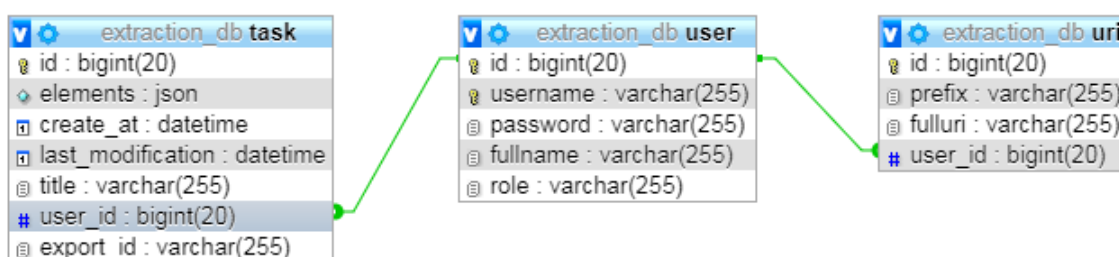 extraction_db task
id : bigint(20)
elements : json
create_at : datetime
last_modification : datetime
title : varchar(255)
# user_id : bigint(20)
export_id : varchar(255)
extraction_db user
id : bigint(20)
username : varchar(255)
password : varchar(255)
fullname : varchar(255)
role : varchar(255)
extraction_db uri
id : bigint(20)
prefix : varchar(255)
fulluri : varchar(255)
# user_id : bigint(20)